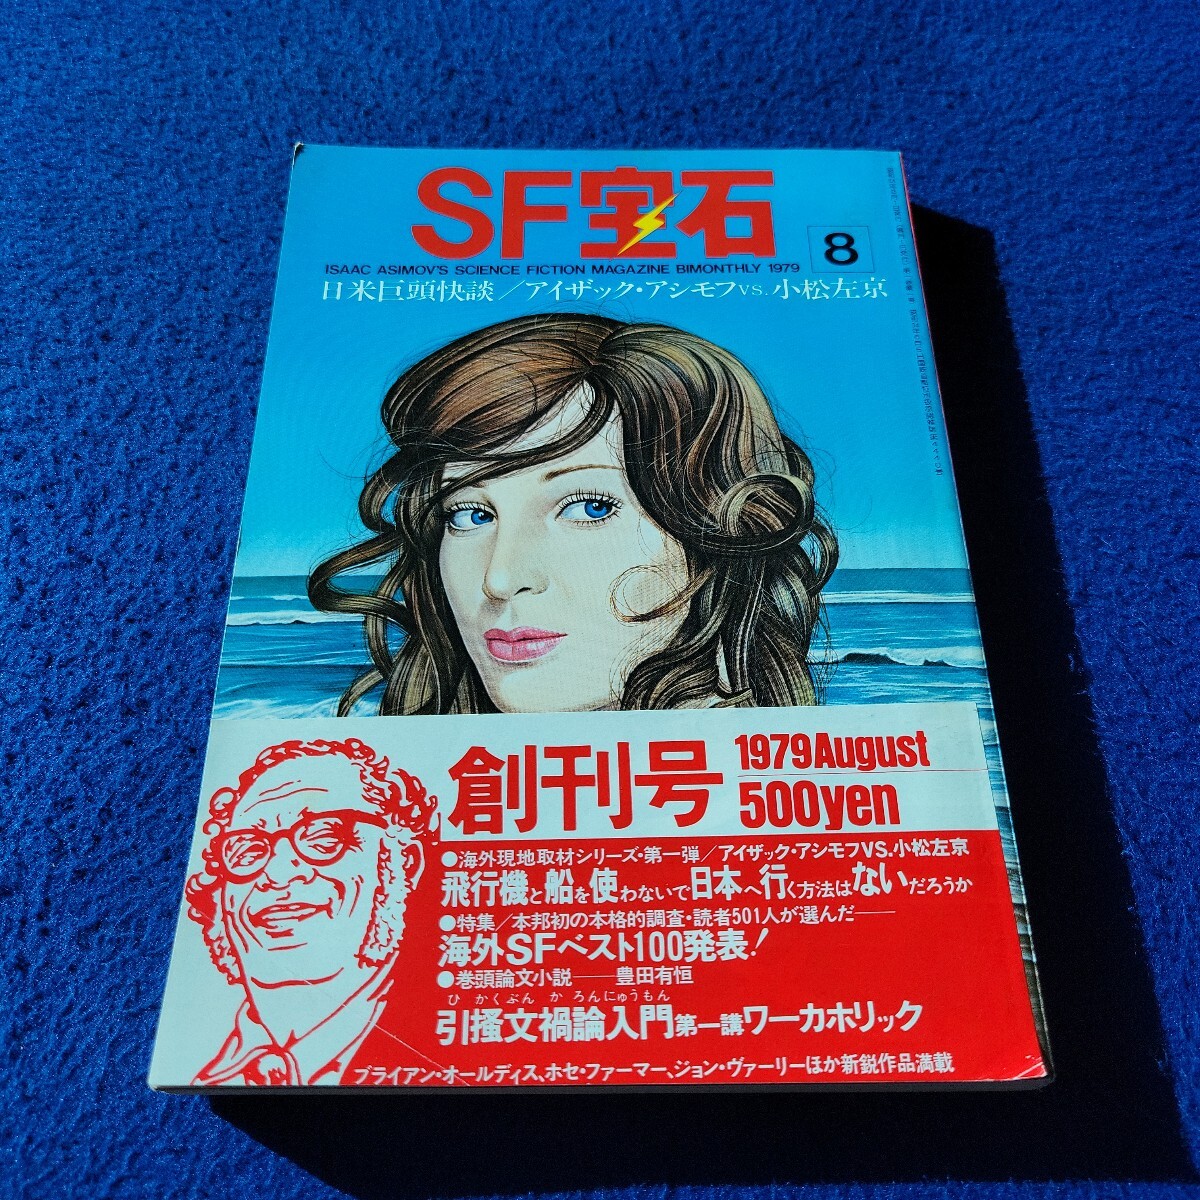 SF宝石
ISAAC ASIMOV'S SCIENCE FICTION MAGAZINE BIMONTHLY 1979
8
日米巨頭快談/アイザック・アシモフVS.小松左京
創刊号
1979August
500yen
●海外現地取材シリーズ・第一弾/アイザック・アシモフVS.小松左京
飛行機と船を使わないで日本へ行く方法はないだろうか
●特集/本邦初の本格的調査・読者501人が選んだ──
海外SFベスト100発表!
●巻頭論文小説──豊田有恒
ひかくぶんかろんにゅうもん
引掻文禍論入門第一講ワーカホリック
ブライアン・オールディス、ホセ・ファーマー、ジョン・ヴァーリーほか新鋭作品満載